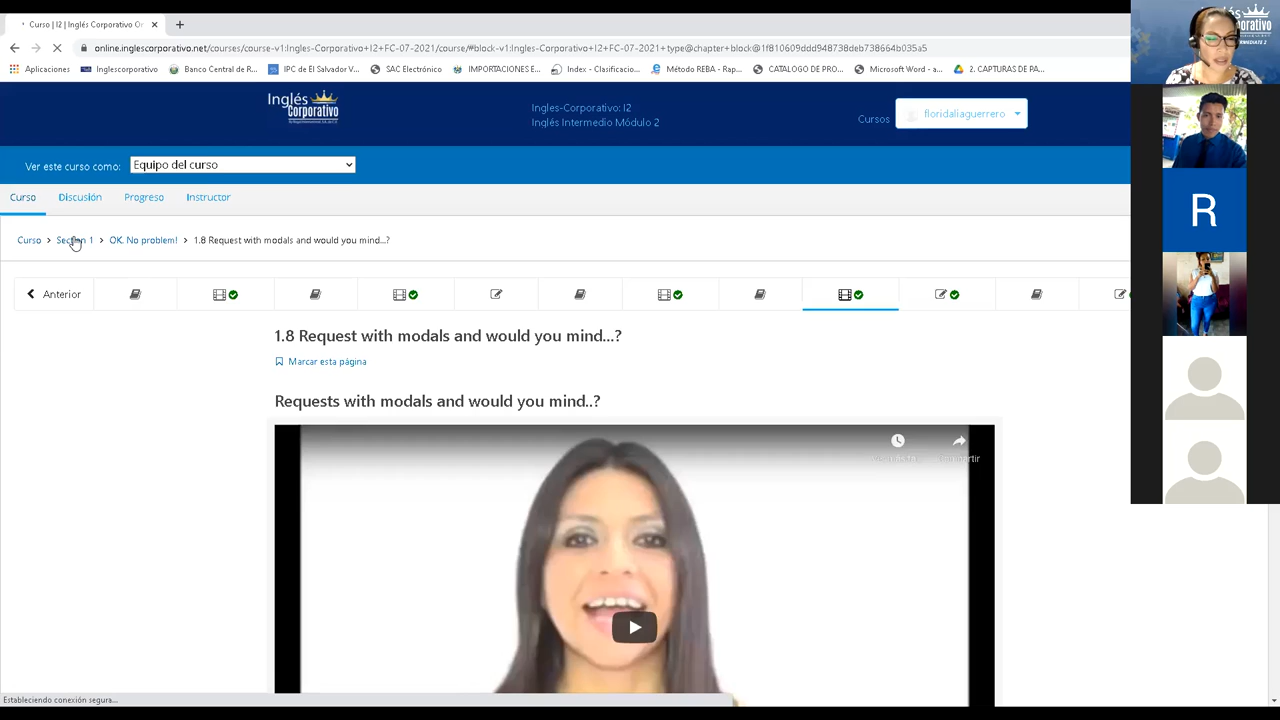 Curso | I2 | Inglés Corporativo Or
online.inglescorporativo.net/courses/course-v1:Ingles-Corporativo+I2+FC-07-2021/course/#block-v1:Ingles-Corporativo+I2+FC-07-2021+type@chapter+block@1f810609ddd9481738deb738664b035a5
Aplicaciones
Inglescorporativo
Banco Central de R...
IPC de El Salvador V...
SAC Electrónico
IMPORTACIONES E...
Index - Clasificacio...
Método REBA - Rap...
CATALOGO DE PRO...
Microsoft Word - a...
2. CAPTURAS DE PA...
Inglés
Corporativo
Ingles-Corporativo: I2
Inglés Intermedio Módulo 2
Cursos
floridaliaguerrero
Ver este curso como:
Equipo del curso
Curso
Discusión
Progreso
Instructor
Curso > Section 1 > OK. No problem! > 1.8 Request with modals and would you mind...?
Anterior
1.8 Request with modals and would you mind...?
Marcar esta página
Requests with modals and would you mind..?
Estableciendo conexión segura...
R